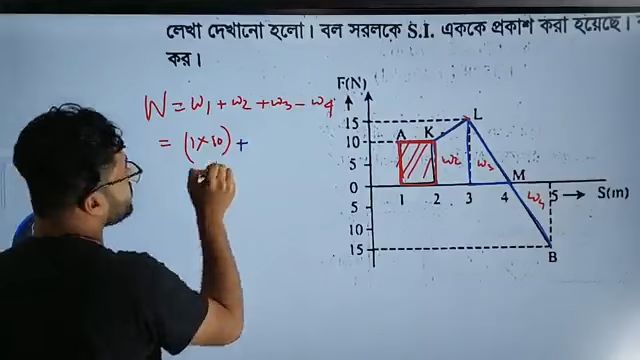 লেখা দেখানো হলো। বল সরলকে S.I. এককে প্রকাশ করা হয়েছে।
কর।
W = W1 + W2 + W3 - W4
= (1×10) +
F(N)
15
10
5
0
5
10
15
A
K
L
M
B
W2
W3
W4
1 2 3 4 5
S(m)